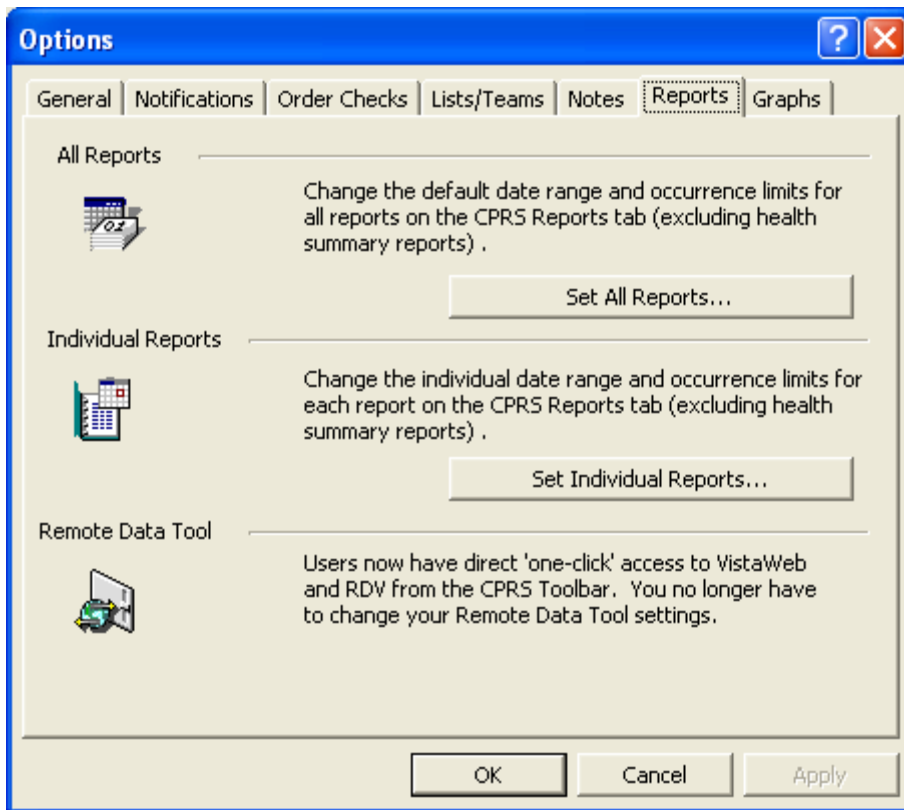 Options
General Notifications Order Checks Lists/Teams Notes Reports Graphs
All Reports
Change the default date range and occurrence limits for
all reports on the CPRS Reports tab (excluding health
summary reports) .
Set All Reports...
Individual Reports
Change the individual date range and occurrence limits for
each report on the CPRS Reports tab (excluding health
summary reports) .
Set Individual Reports...
Remote Data Tool
Users now have direct 'one-click' access to VistaWeb
and RDV from the CPRS Toolbar.  You no longer have
to change your Remote Data Tool settings.
OK Cancel Apply